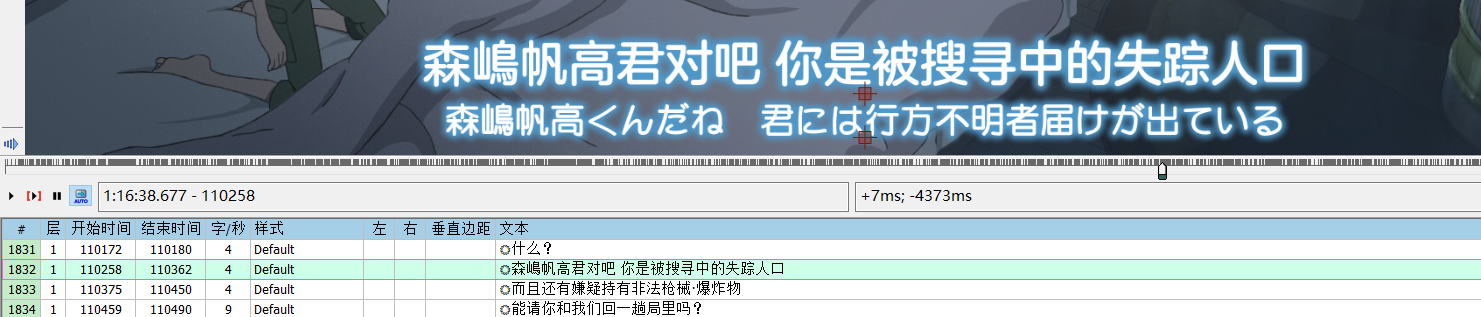 森嶋帆高君对吧 你是被搜寻中的失踪人口
森嶋帆高くんだね　君には行方不明者届けが出ている
AUTO 1:16:38.677 - 110258 +7ms; -4373ms
# 层 开始时间 结束时间 字/秒 样式 左 右 垂直边距 文本
1831 1 110172 110180 4 Default 什么？
1832 1 110258 110362 4 Default 森嶋帆高君对吧 你是被搜寻中的失踪人口
1833 1 110375 110450 4 Default 而且还有嫌疑持有非法枪械·爆炸物
1834 1 110459 110490 9 Default 能请你和我们回一趟局里吗？